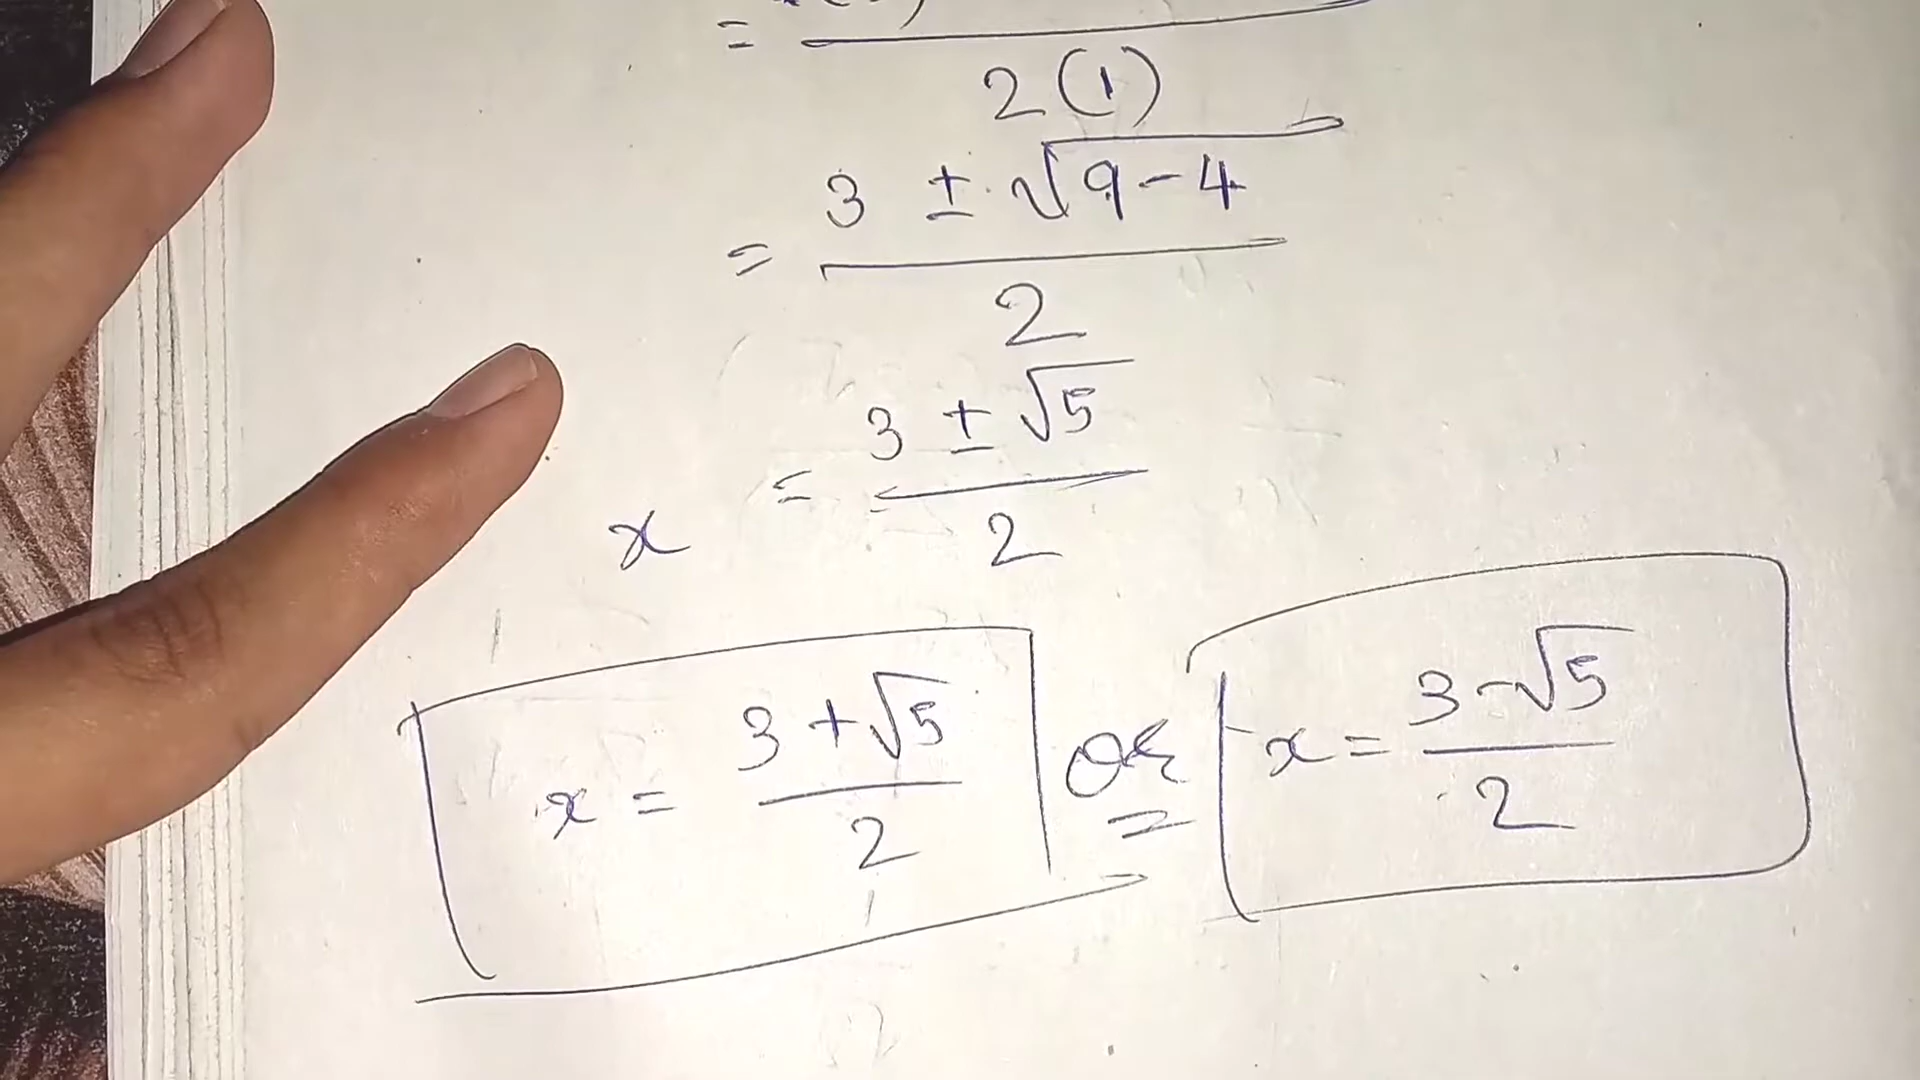 =
2(1)
= 3 ± √9-4
2
x = 3 ± √5
2
x = 3+√5 / 2 or x = 3-√5 / 2